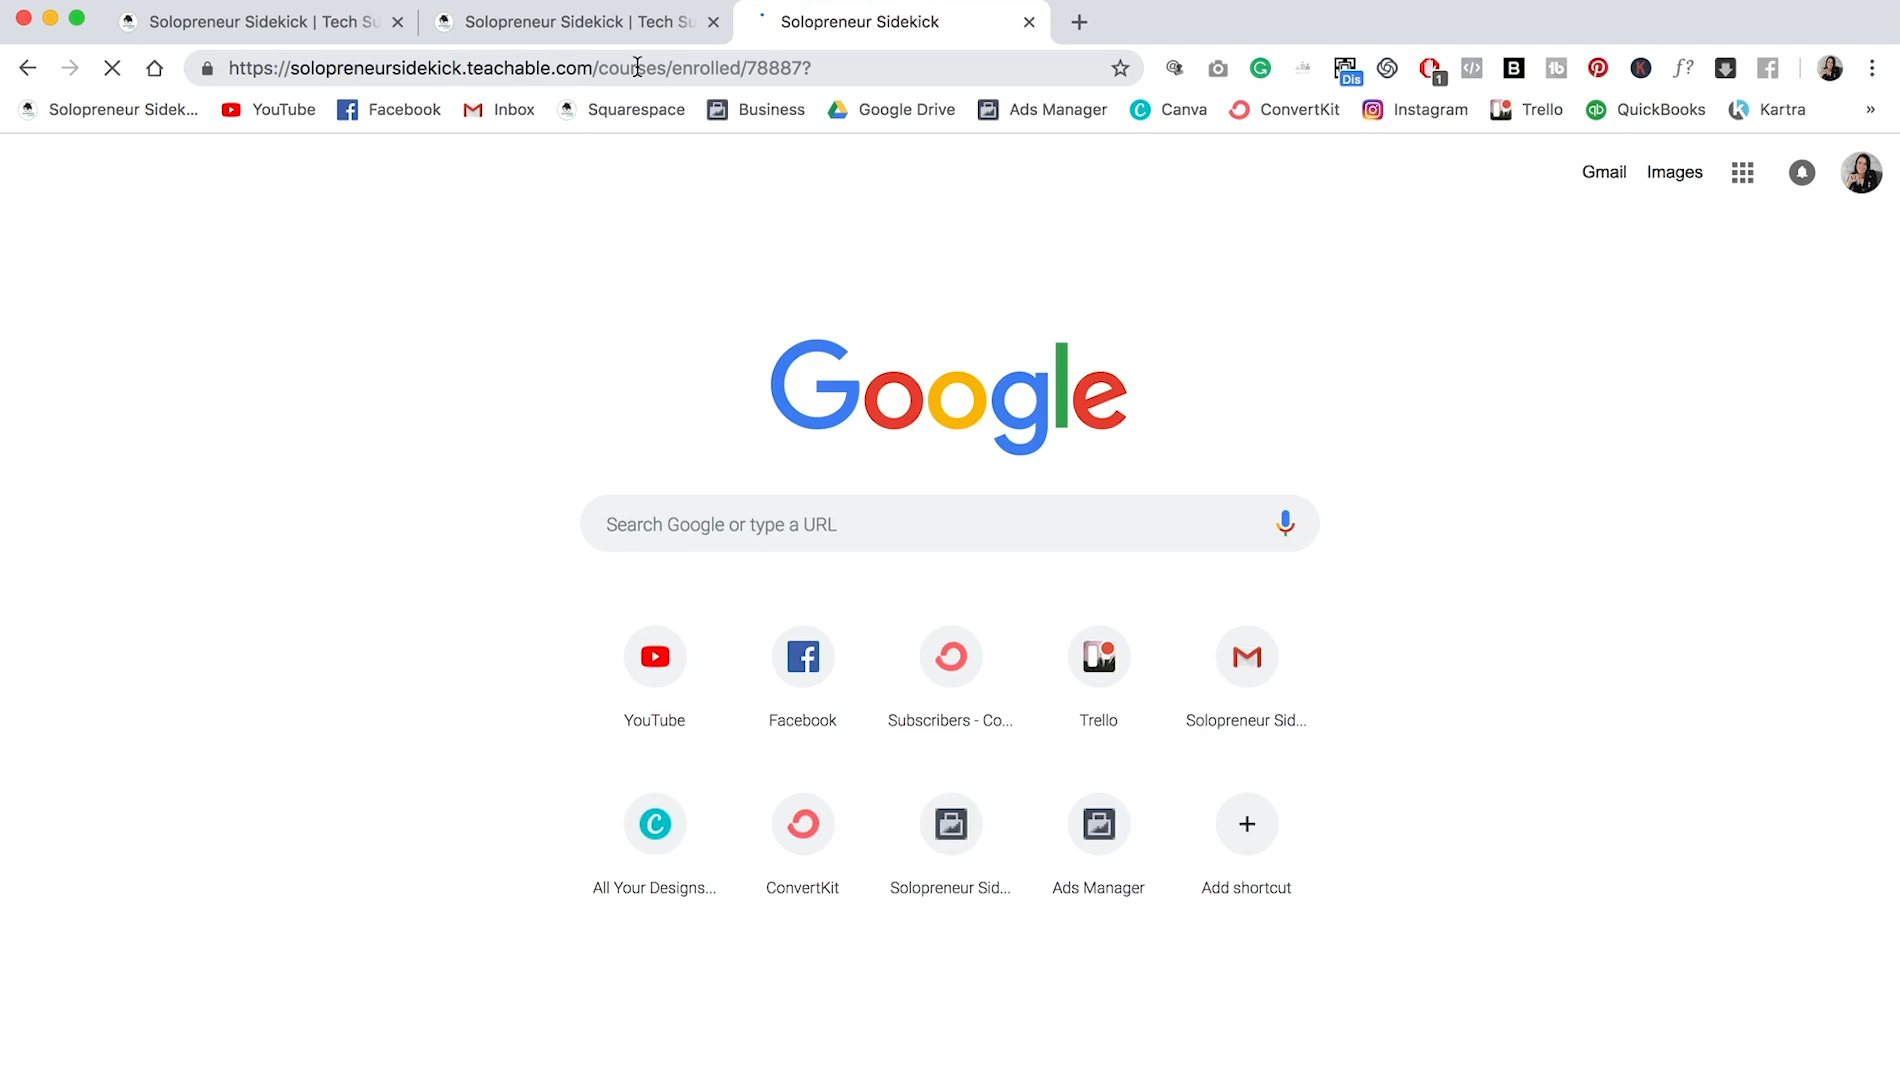 Solopreneur Sidekick | Tech Su
Solopreneur Sidekick | Tech Su
Solopreneur Sidekick
https://solopreneursidekick.teachable.com/courses/enrolled/78887?
Dis
1
</>
B
tb
K
f?
Solopreneur Sidek...
YouTube
Facebook
Inbox
Squarespace
Business
Google Drive
Ads Manager
Canva
ConvertKit
Instagram
Trello
QuickBooks
Kartra
»
Gmail
Images
Google
Search Google or type a URL
YouTube
Facebook
Subscribers - Co...
Trello
Solopreneur Sid...
All Your Designs...
ConvertKit
Solopreneur Sid...
Ads Manager
Add shortcut